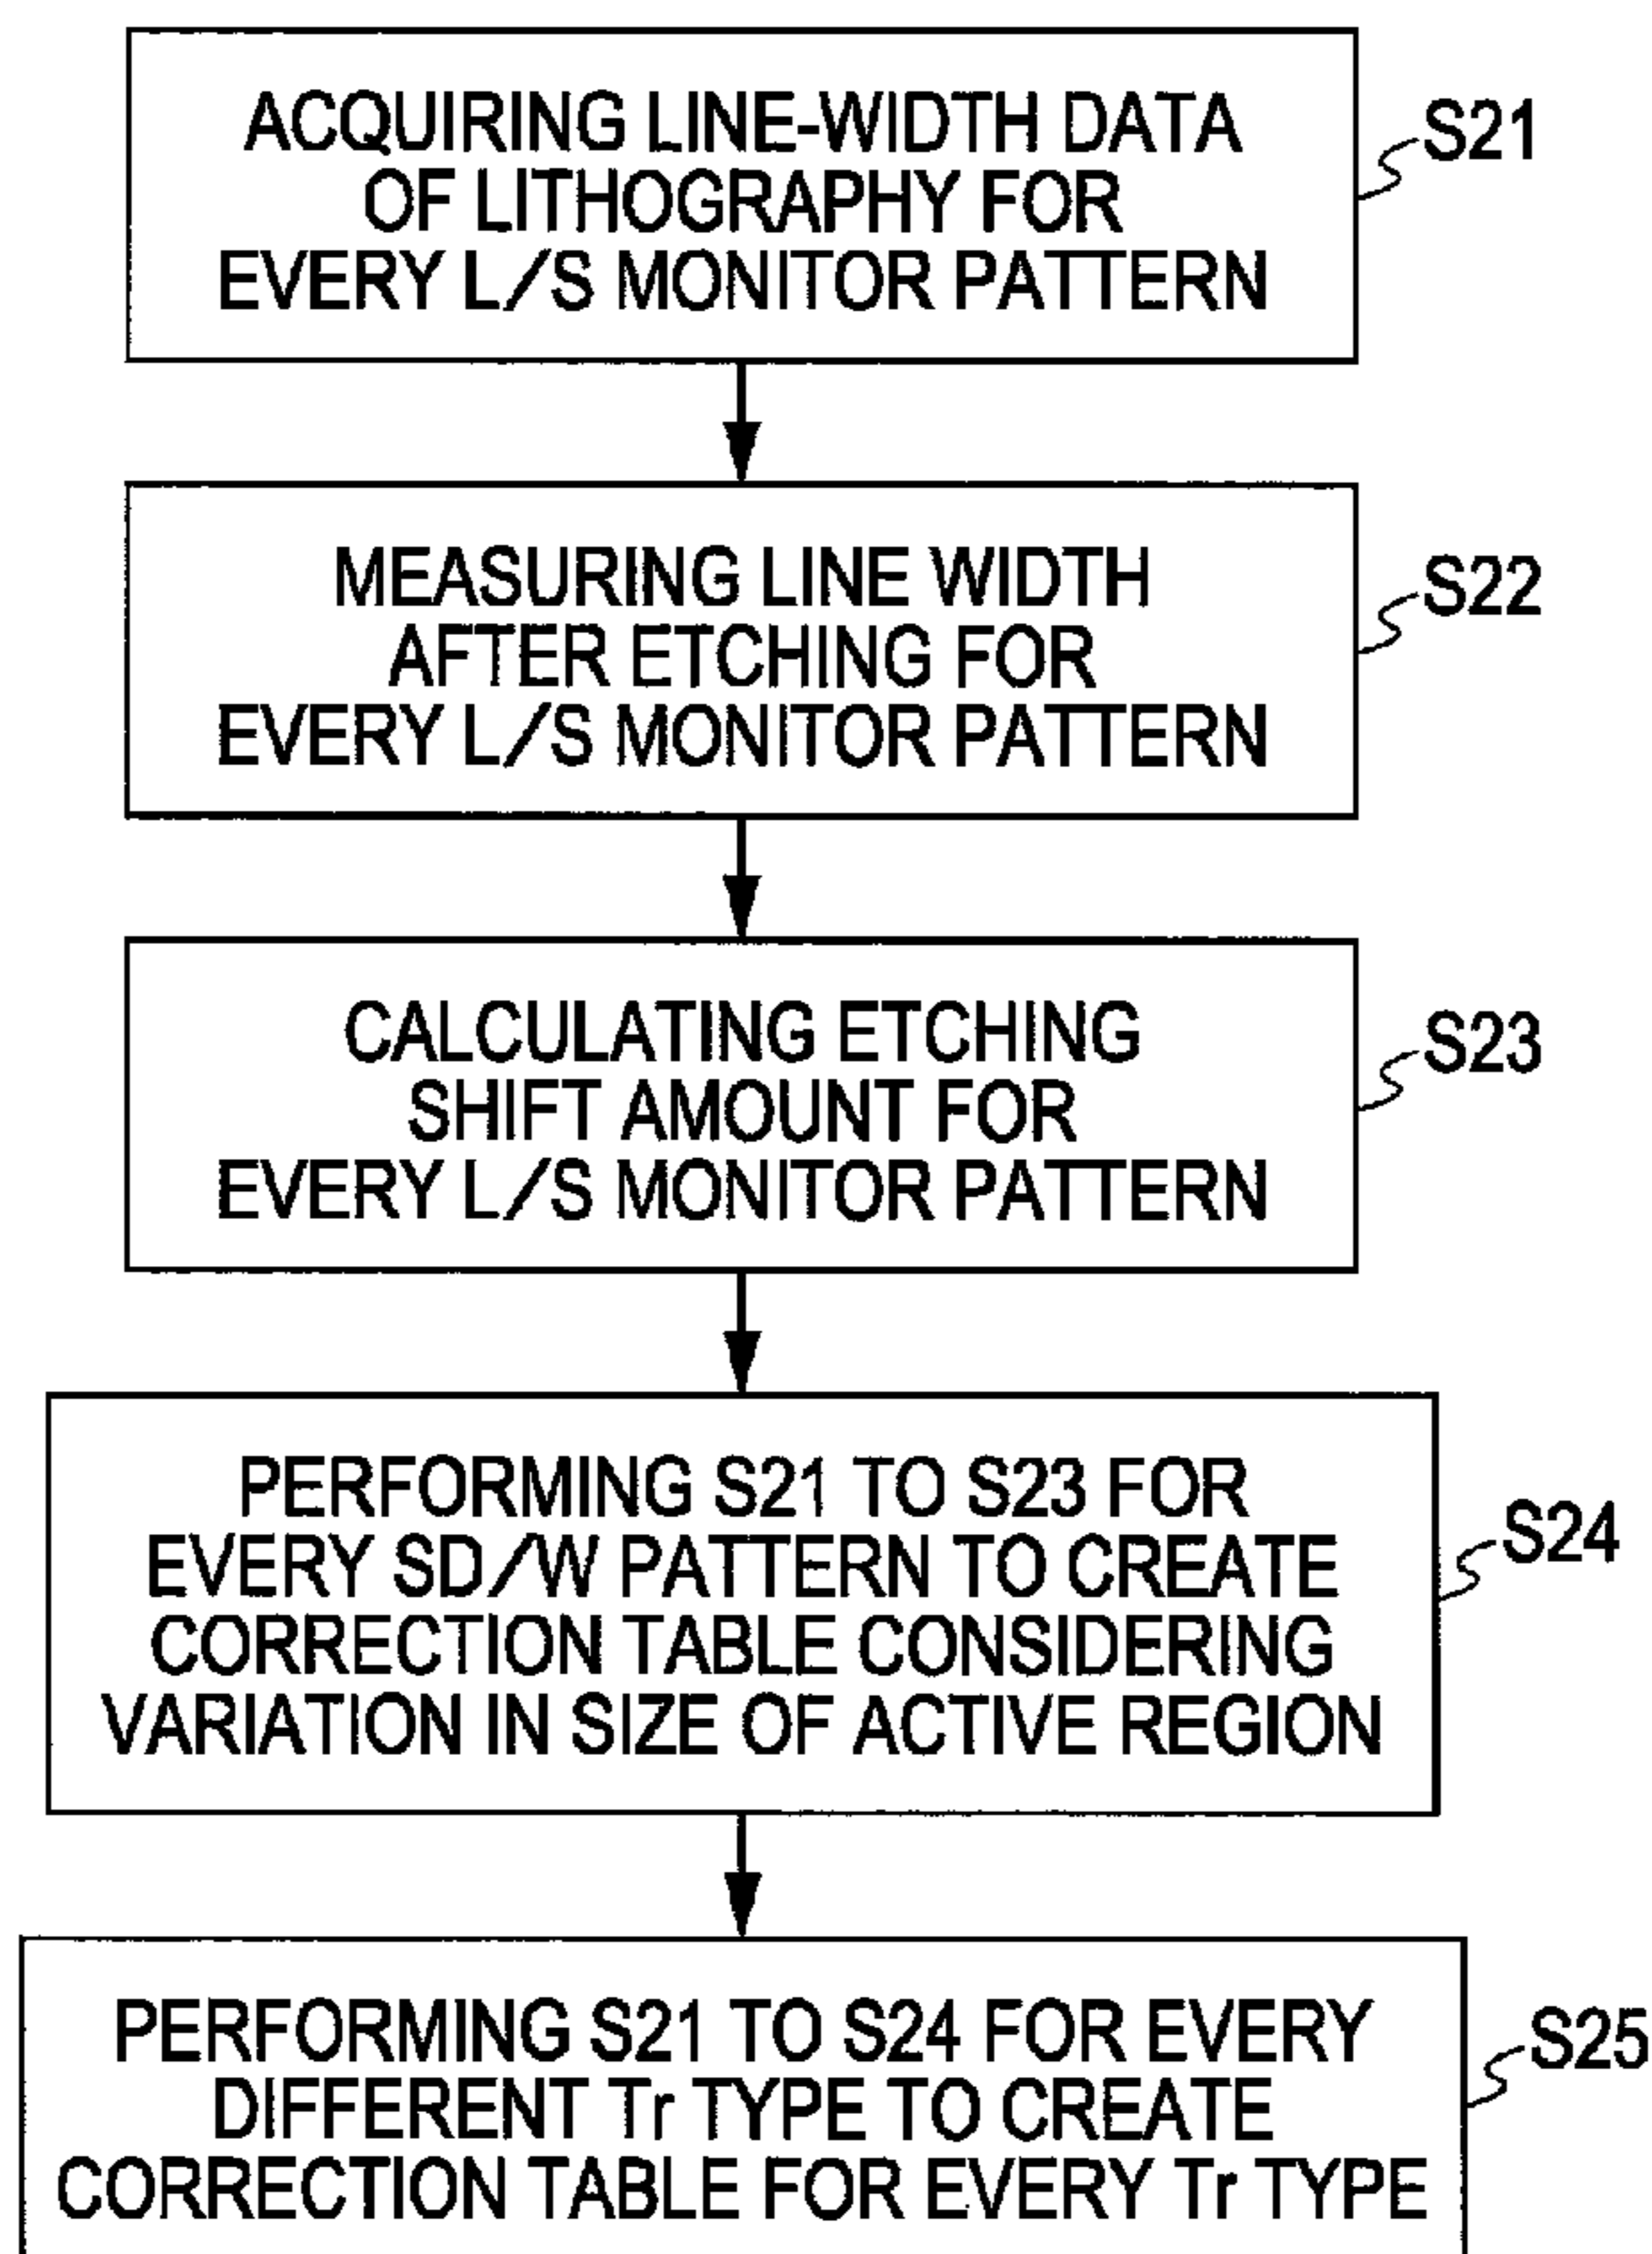 ACQUIRING LINE-WIDTH DATA
OF LITHOGRAPHY FOR
EVERY L/S MONITOR PATTERN
S21
MEASURING LINE WIDTH
AFTER ETCHING FOR
EVERY L/S MONITOR PATTERN
S22
CALCULATING ETCHING
SHIFT AMOUNT FOR
EVERY L/S MONITOR PATTERN
S23
PERFORMING S21 TO S23 FOR
EVERY SD/W PATTERN TO CREATE
CORRECTION TABLE CONSIDERING
VARIATION IN SIZE OF ACTIVE REGION
S24
PERFORMING S21 TO S24 FOR EVERY
DIFFERENT Tr TYPE TO CREATE
CORRECTION TABLE FOR EVERY Tr TYPE
S25